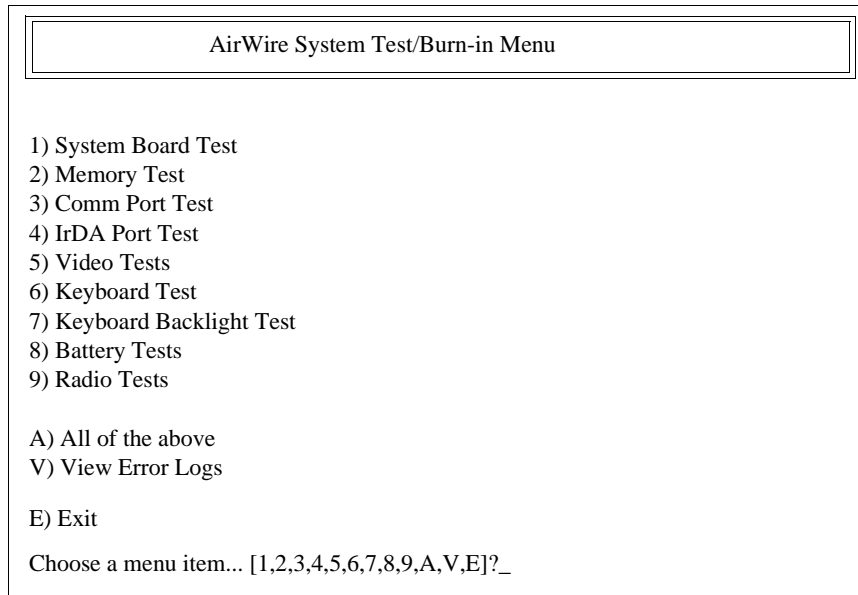 AirWire System Test/Burn-in Menu
1) System Board Test
2) Memory Test
3) Comm Port Test
4) IrDA Port Test
5) Video Tests
6) Keyboard Test
7) Keyboard Backlight Test
8) Battery Tests
9) Radio Tests
A) All of the above
V) View Error Logs
E) Exit
Choose a menu item... [1,2,3,4,5,6,7,8,9,A,V,E]?_